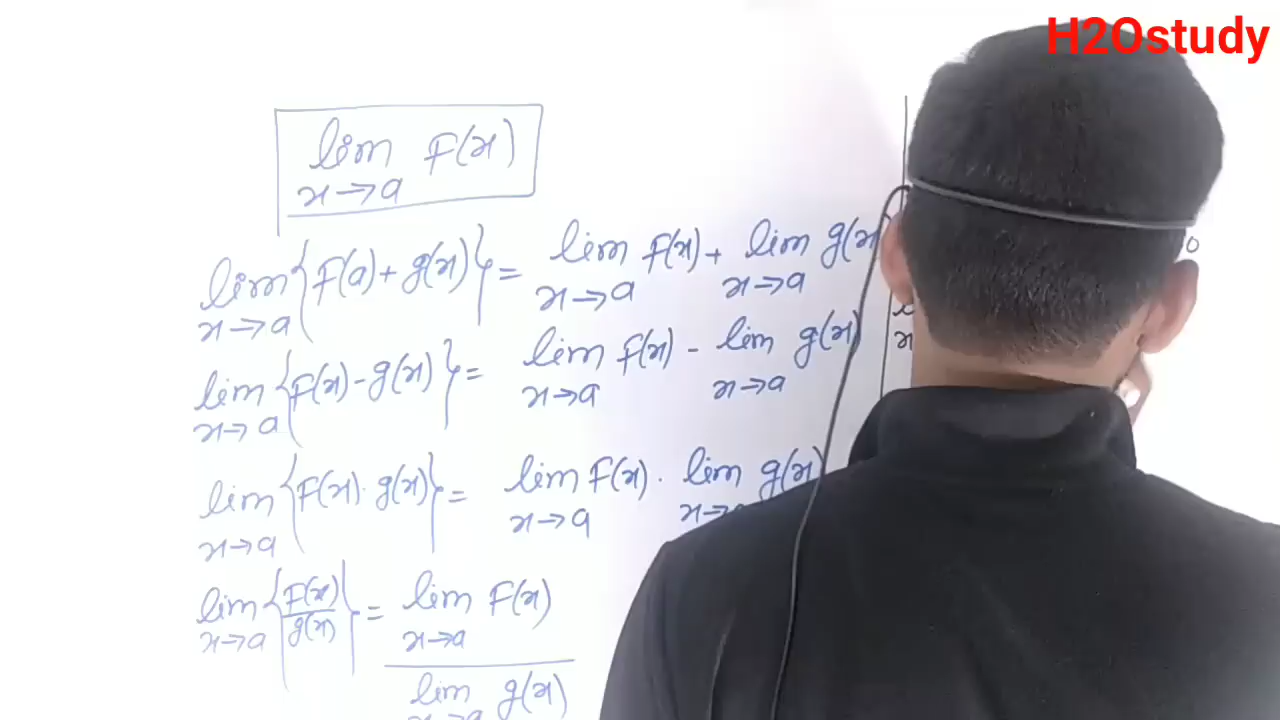 H2Ostudy
lim F(x)
x→a
lim {F(a) + g(x)} = lim f(x) + lim g(x)
x→a x→a x→a
lim {F(x) - g(x)} = lim f(x) - lim g(x)
x→a x→a x→a
lim {F(x) · g(x)} = lim F(x) · lim g(x)
x→a x→a x→
lim {F(x)/g(x)} = lim F(x)
x→a x→a
lim g(x)
x→a